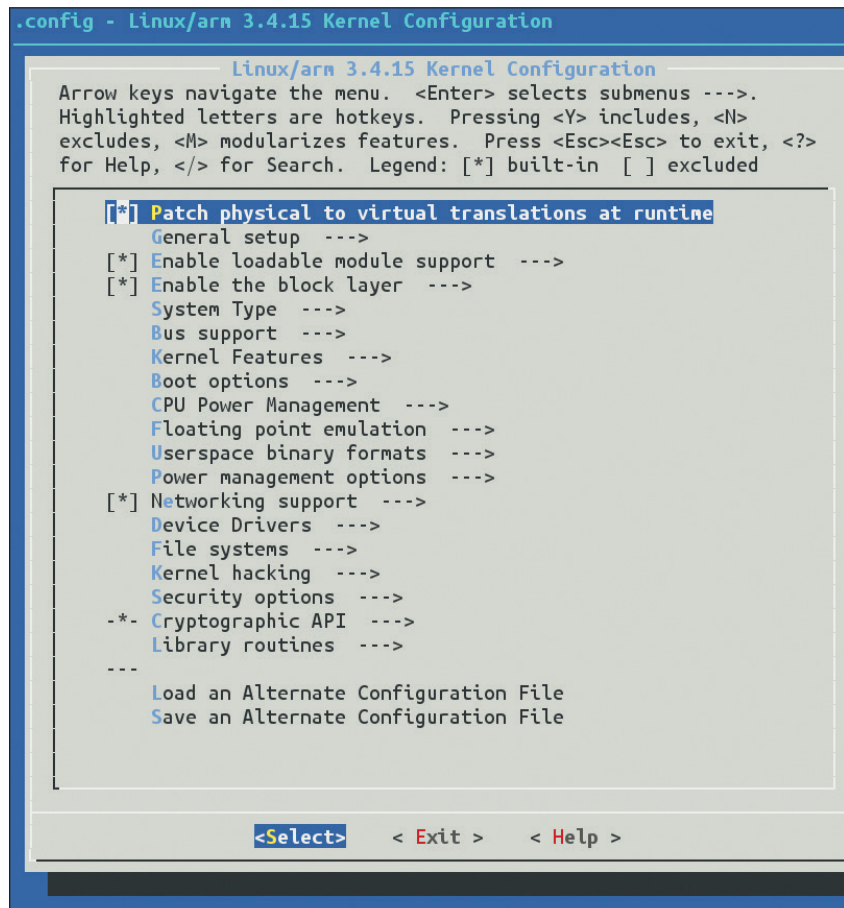 .config - Linux/arm 3.4.15 Kernel Configuration
Linux/arm 3.4.15 Kernel Configuration
Arrow keys navigate the menu.  <Enter> selects submenus --->.
Highlighted letters are hotkeys.  Pressing <Y> includes, <N>
excludes, <M> modularizes features.  Press <Esc><Esc> to exit, <?>
for Help, </> for Search.  Legend: [*] built-in  [ ] excluded
[*] Patch physical to virtual translations at runtime
General setup  --->
[*] Enable loadable module support  --->
[*] Enable the block layer  --->
System Type  --->
Bus support  --->
Kernel Features  --->
Boot options  --->
CPU Power Management  --->
Floating point emulation  --->
Userspace binary formats  --->
Power management options  --->
[*] Networking support  --->
Device Drivers  --->
File systems  --->
Kernel hacking  --->
Security options  --->
-*- Cryptographic API  --->
Library routines  --->
---
Load an Alternate Configuration File
Save an Alternate Configuration File
<Select>    < Exit >    < Help >